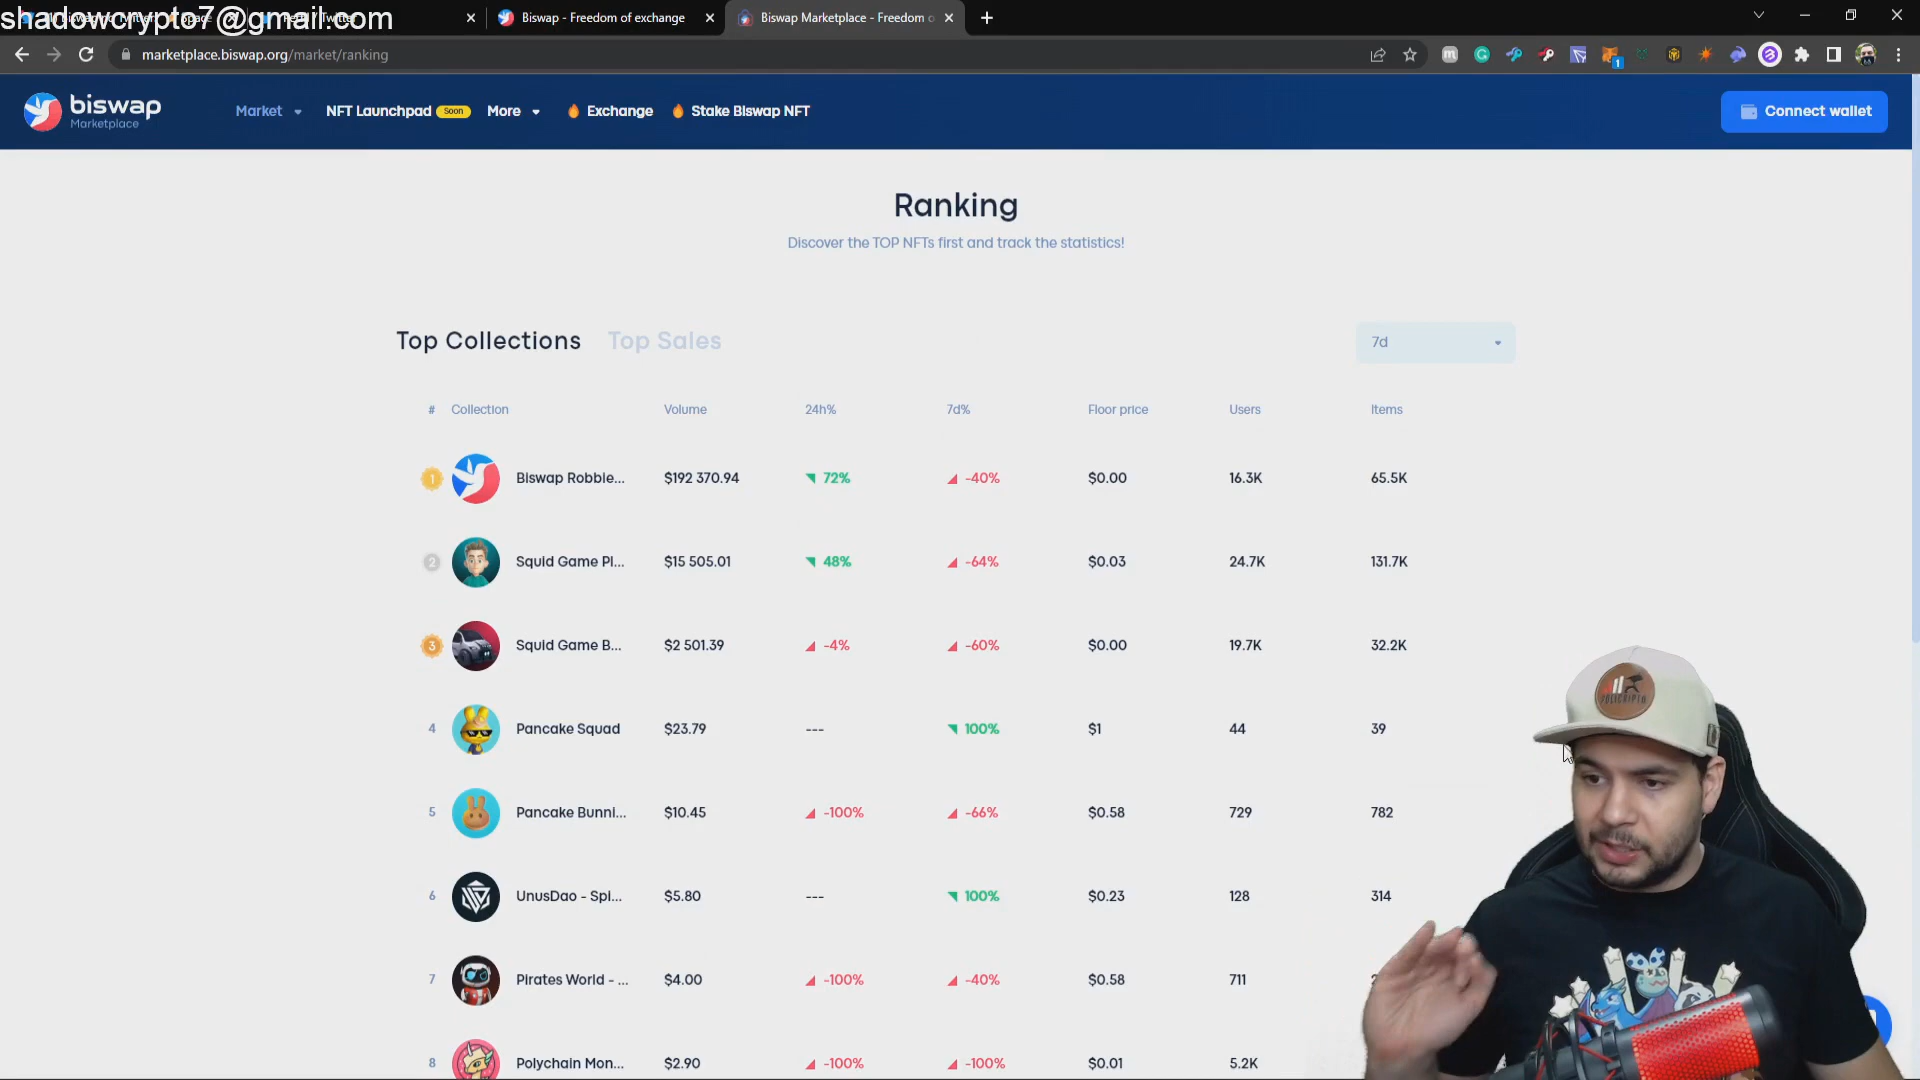 shadowcrypto7@gmail.com
Biswap - Freedom of exchange
Biswap Marketplace - Freedom o
marketplace.biswap.org/market/ranking
biswap
Marketplace
Market
NFT Launchpad Soon
More
Exchange
Stake Biswap NFT
Connect wallet
Ranking
Discover the TOP NFTs first and track the statistics!
Top Collections Top Sales
7d
# Collection Volume 24h% 7d% Floor price Users Items
1 Biswap Robbie... $192 370.94 72% -40% $0.00 16.3K 65.5K
2 Squid Game Pl... $15 505.01 48% -64% $0.03 24.7K 131.7K
3 Squid Game B... $2 501.39 -4% -60% $0.00 19.7K 32.2K
4 Pancake Squad $23.79 --- 100% $1 44 39
5 Pancake Bunni... $10.45 -100% -66% $0.58 729 782
6 UnusDao - Spi... $5.80 --- 100% $0.23 128 314
7 Pirates World - ... $4.00 -100% -40% $0.58 711
8 Polychain Mon... $2.90 -100% -100% $0.01 5.2K